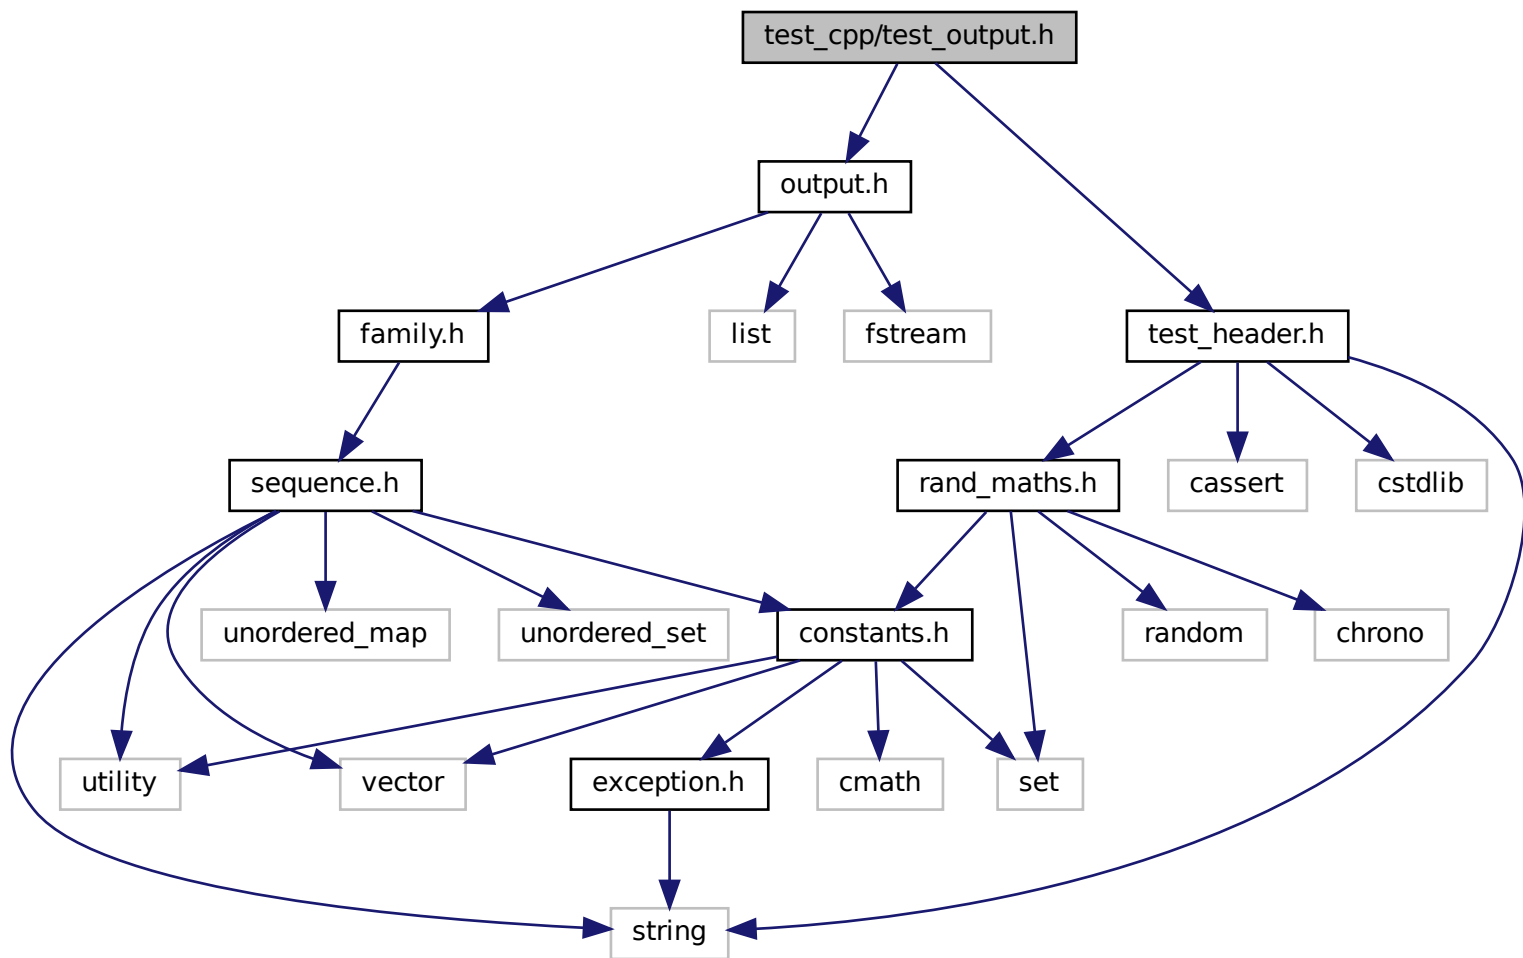 test_cpp/test_output.h
output.h
family.h
list
fstream
test_header.h
sequence.h
rand_maths.h
cassert
cstdlib
unordered_map
unordered_set
constants.h
random
chrono
utility
vector
exception.h
cmath
set
string